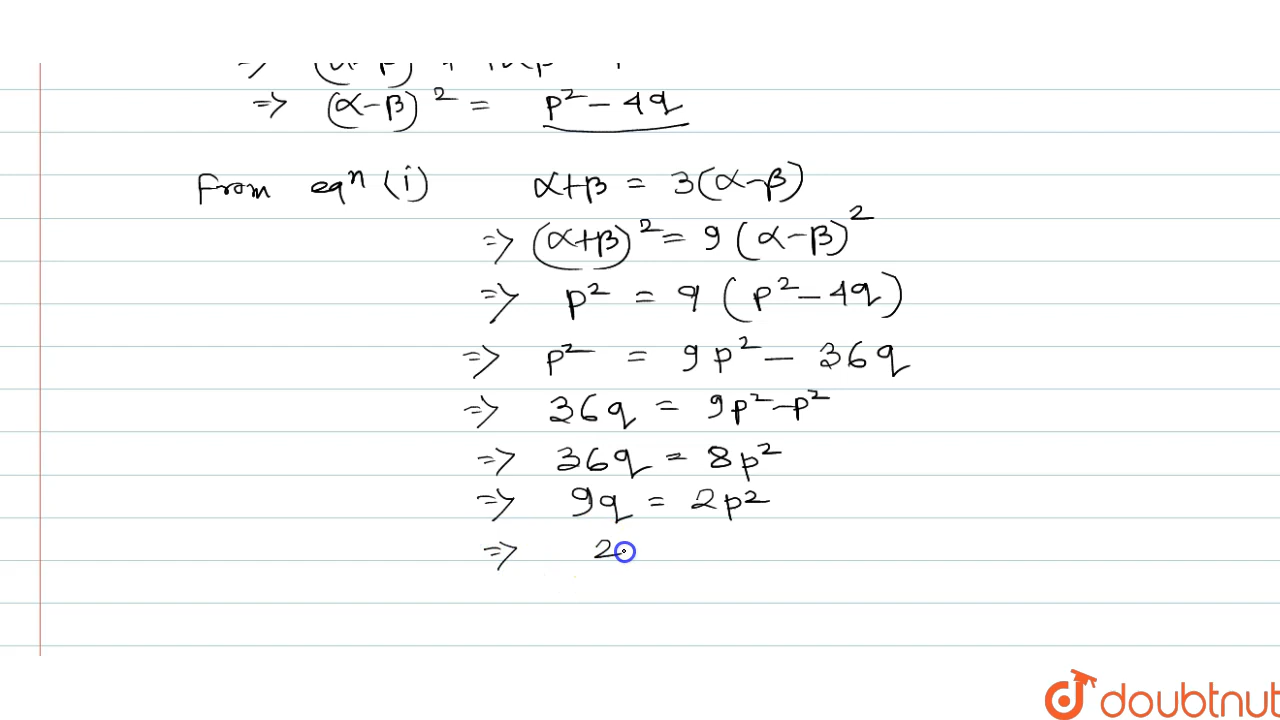 => (α-β)² = p² - 4q
From eqⁿ (i) α+β = 3(α-β)
=> (α+β)² = 9 (α-β)²
=> p² = 9 (p² - 4q)
=> p² = 9p² - 36q
=> 36q = 9p² - p²
=> 36q = 8p²
=> 9q = 2p²
=> 2
doubtnut